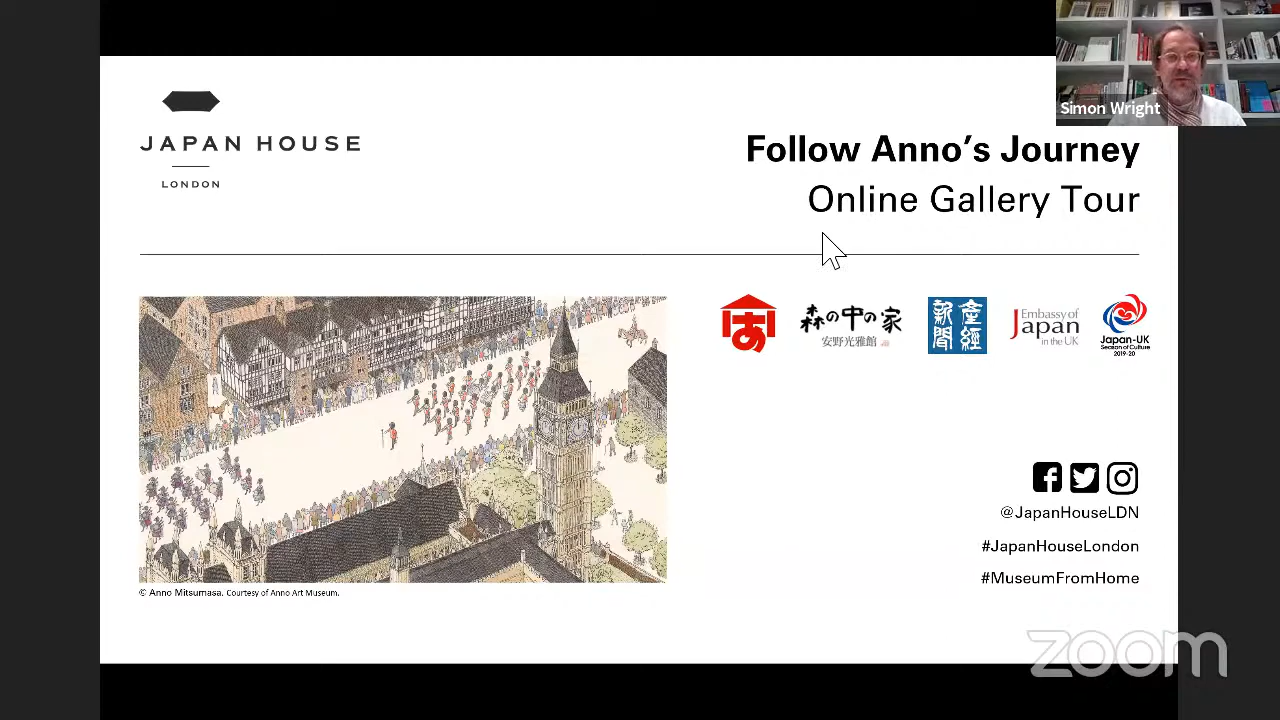 Simon Wright
JAPAN HOUSE
LONDON
Follow Anno's Journey
Online Gallery Tour
あ
森の中の家
安野光雅館
産經
新聞
Embassy of
Japan
in the UK
Japan-UK
Season of Culture
2019-20
@JapanHouseLDN
#JapanHouseLondon
#MuseumFromHome
© Anno Mitsumasa. Courtesy of Anno Art Museum.
zoom